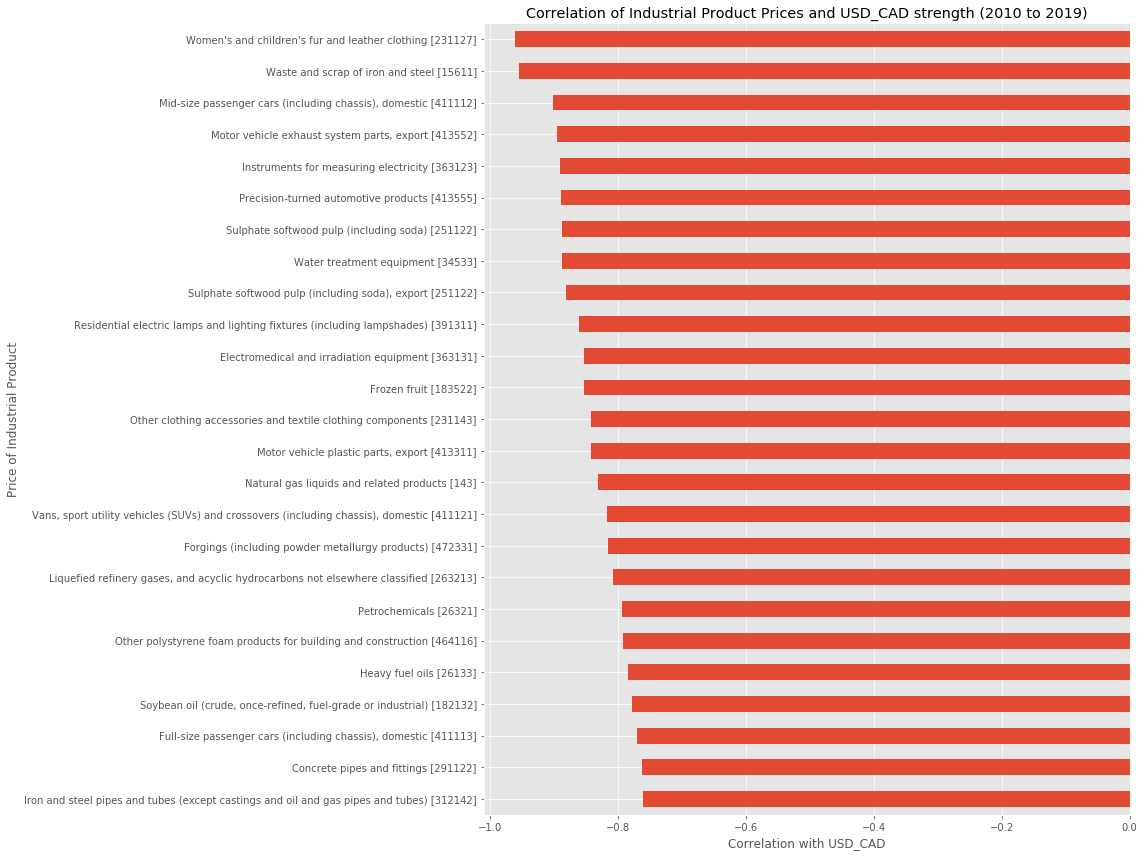 Correlation of Industrial Product Prices and USD_CAD strength (2010 to 2019)
Price of Industrial Product
Women's and children's fur and leather clothing [231127]
Waste and scrap of iron and steel [15611]
Mid-size passenger cars (including chassis), domestic [411112]
Motor vehicle exhaust system parts, export [413552]
Instruments for measuring electricity [363123]
Precision-turned automotive products [413555]
Sulphate softwood pulp (including soda) [251122]
Water treatment equipment [34533]
Sulphate softwood pulp (including soda), export [251122]
Residential electric lamps and lighting fixtures (including lampshades) [391311]
Electromedical and irradiation equipment [363131]
Frozen fruit [183522]
Other clothing accessories and textile clothing components [231143]
Motor vehicle plastic parts, export [413311]
Natural gas liquids and related products [143]
Vans, sport utility vehicles (SUVs) and crossovers (including chassis), domestic [411121]
Forgings (including powder metallurgy products) [472331]
Liquefied refinery gases, and acyclic hydrocarbons not elsewhere classified [263213]
Petrochemicals [26321]
Other polystyrene foam products for building and construction [464116]
Heavy fuel oils [26133]
Soybean oil (crude, once-refined, fuel-grade or industrial) [182132]
Full-size passenger cars (including chassis), domestic [411113]
Concrete pipes and fittings [291122]
Iron and steel pipes and tubes (except castings and oil and gas pipes and tubes) [312142]
−1.0 −0.8 −0.6 −0.4 −0.2 0.0
Correlation with USD_CAD